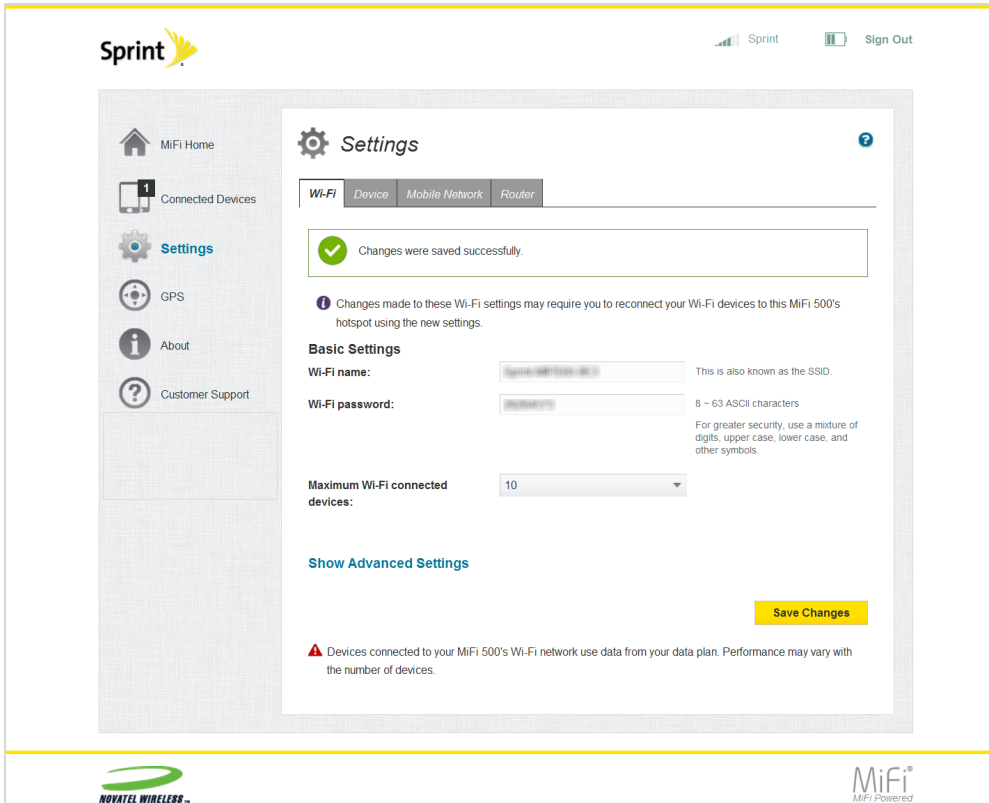 Sprint
Sprint
Sign Out
MiFi Home
1
Connected Devices
Settings
GPS
About
Customer Support
Settings
Wi-Fi
Device
Mobile Network
Router
Changes were saved successfully.
Changes made to these Wi-Fi settings may require you to reconnect your Wi-Fi devices to this MiFi 500's
hotspot using the new settings.
Basic Settings
Wi-Fi name:
This is also known as the SSID.
Wi-Fi password:
8 ~ 63 ASCII characters
For greater security, use a mixture of
digits, upper case, lower case, and
other symbols.
Maximum Wi-Fi connected
devices:
10
Show Advanced Settings
Save Changes
Devices connected to your MiFi 500's Wi-Fi network use data from your data plan. Performance may vary with
the number of devices.
NOVATEL WIRELESS™
MiFi®
MiFi Powered